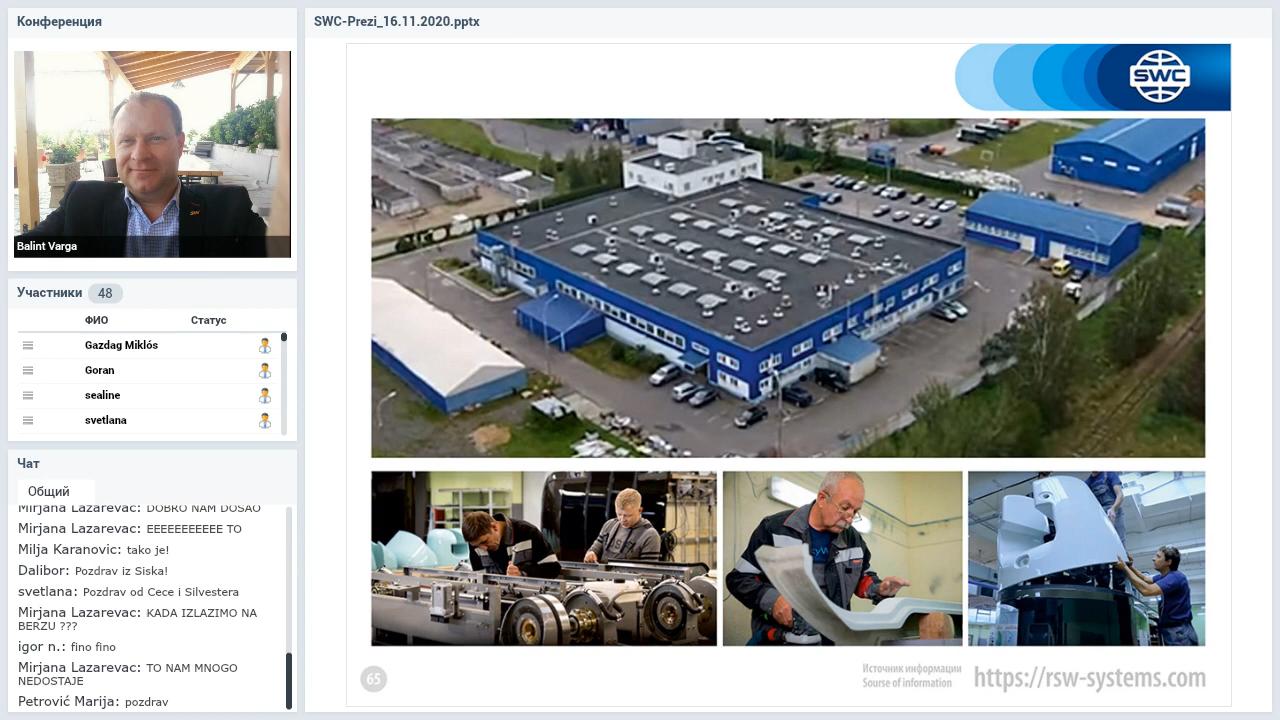 Конференция
Balint Varga
Участники 48
ФИО Статус
Gazdag Miklós
Goran
sealine
svetlana
Чат
Общий
Mirjana Lazarevac: DOBRO NAM DOSAO
Mirjana Lazarevac: EEEEEEEEEEE TO
Milja Karanovic: tako je!
Dalibor: Pozdrav iz Siska!
svetlana: Pozdrav od Cece i Silvestera
Mirjana Lazarevac: KADA IZLAZIMO NA
BERZU ???
igor n.: fino fino
Mirjana Lazarevac: TO NAM MNOGO
NEDOSTAJE
Petrović Marija: pozdrav
SWC-Prezi_16.11.2020.pptx
SWC
65
Источник информации
Sourse of information
https://rsw-systems.com